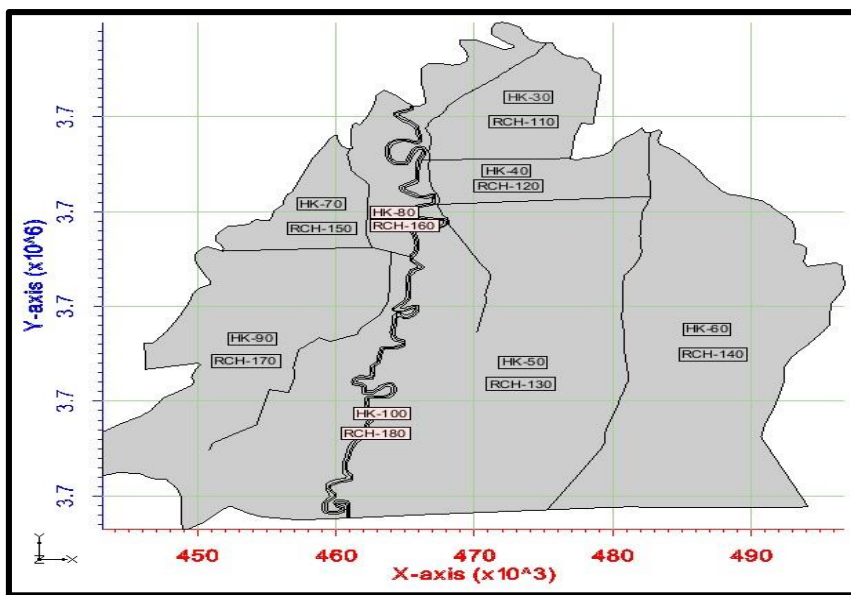 HK-30
RCH-110
HK-40
RCH-120
HK-70
RCH-150
HK-80
RCH-160
HK-90
RCH-170
HK-60
RCH-140
HK-50
RCH-130
HK-100
RCH-180
Y-axis (x10^6)
3.7
3.7
3.7
3.7
3.7
450 460 470 480 490
X-axis (x10^3)
Y
Z X